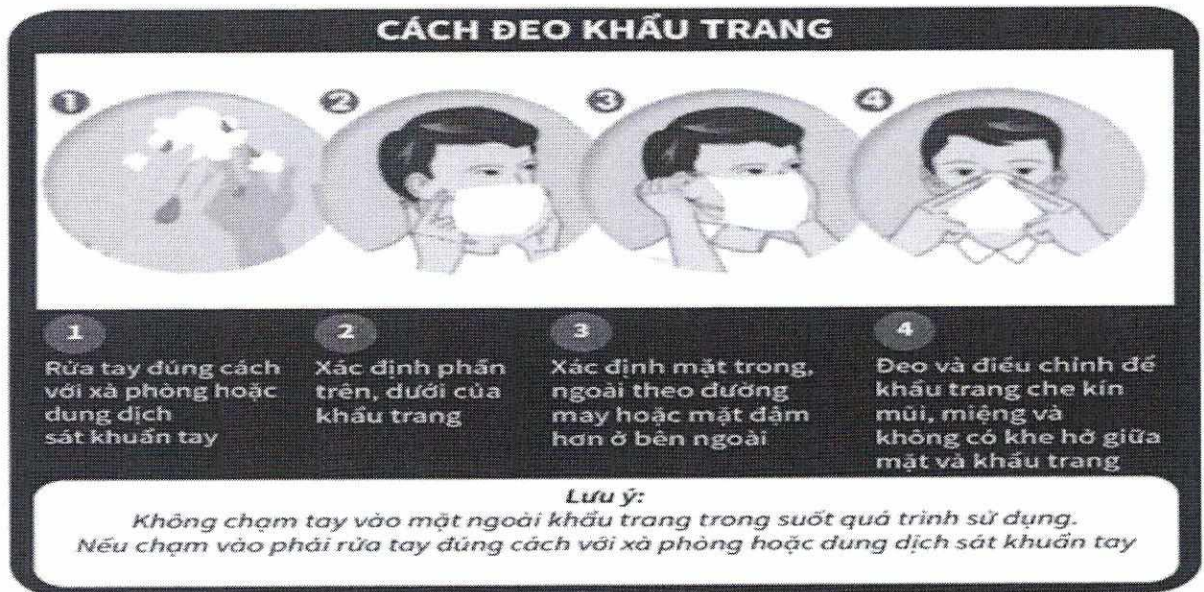 CÁCH ĐEO KHẨU TRANG
1
2
3
4
1
Rửa tay đúng cách
với xà phòng hoặc
dung dịch
sát khuẩn tay
2
Xác định phần
trên, dưới của
khẩu trang
3
Xác định mặt trong,
ngoài theo đường
may hoặc mặt đậm
hơn ở bên ngoài
4
Đeo và điều chỉnh để
khẩu trang che kín
mũi, miệng và
không có khe hở giữa
mặt và khẩu trang
Lưu ý:
Không chạm tay vào mặt ngoài khẩu trang trong suốt quá trình sử dụng.
Nếu chạm vào phải rửa tay đúng cách với xà phòng hoặc dung dịch sát khuẩn tay